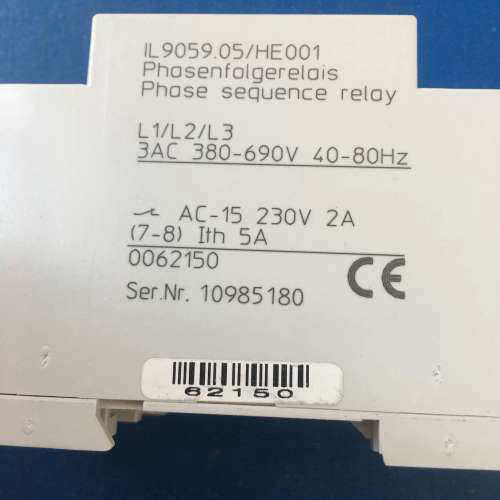 IL9059.05/HE001
Phasenfolgerelais
Phase sequence relay
L1/L2/L3
3AC 380-690V 40-80Hz
AC-15 230V 2A
(7-8) Ith 5A
0062150
CE
Ser.Nr. 10985180
62150